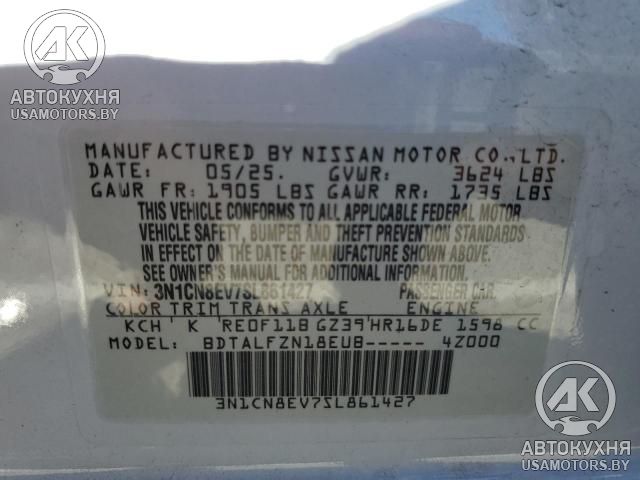 AK
АВТОКУХНЯ
USAMOTORS.BY
MANUFACTURED BY NISSAN MOTOR CO.,LTD.
DATE: 05/25. GVWR: 3624 LBS
GAWR FR: 1905 LBS GAWR RR: 1735 LBS
THIS VEHICLE CONFORMS TO ALL APPLICABLE FEDERAL MOTOR
VEHICLE SAFETY, BUMPER AND THEFT PREVENTION STANDARDS
IN EFFECT ON THE DATE OF MANUFACTURE SHOWN ABOVE.
SEE OWNER'S MANUAL FOR ADDITIONAL INFORMATION
VIN: 3N1CN8EV7SL861427 PASSENGER CAR.
COLOR TRIM TRANS AXLE ENGINE
KCH K RE0F11B GZ39 HR16DE 1598 CC
MODEL: BDTALFZN18EUB----- 4Z000
3N1CN8EV7SL861427
AK
АВТОКУХНЯ
USAMOTORS.BY